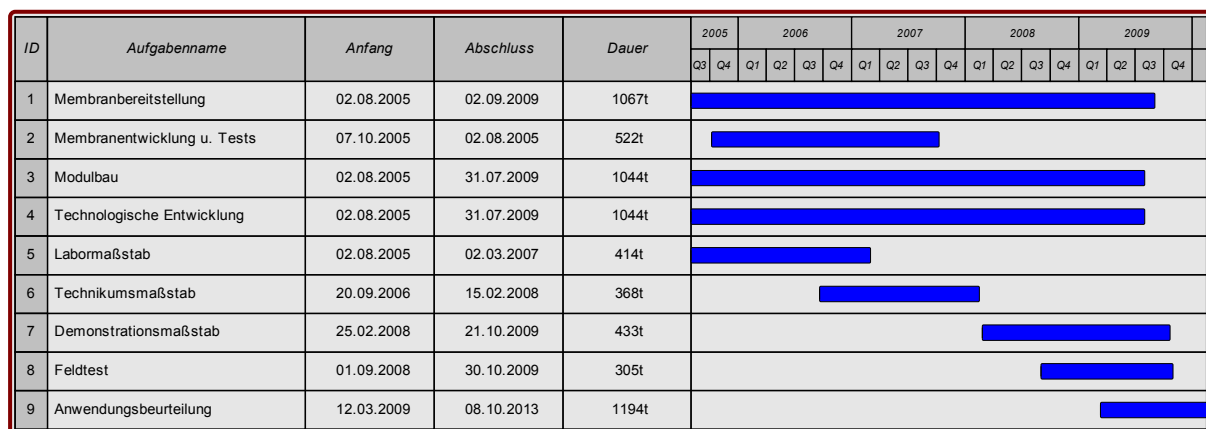 ID Aufgabenname Anfang Abschluss Dauer 2005 2006 2007 2008 2009
Q3 Q4 Q1 Q2 Q3 Q4 Q1 Q2 Q3 Q4 Q1 Q2 Q3 Q4 Q1 Q2 Q3 Q4
1 Membranbereitstellung 02.08.2005 02.09.2009 1067t
2 Membranentwicklung u. Tests 07.10.2005 02.08.2005 522t
3 Modulbau 02.08.2005 31.07.2009 1044t
4 Technologische Entwicklung 02.08.2005 31.07.2009 1044t
5 Labormaßstab 02.08.2005 02.03.2007 414t
6 Technikumsmaßstab 20.09.2006 15.02.2008 368t
7 Demonstrationsmaßstab 25.02.2008 21.10.2009 433t
8 Feldtest 01.09.2008 30.10.2009 305t
9 Anwendungsbeurteilung 12.03.2009 08.10.2013 1194t